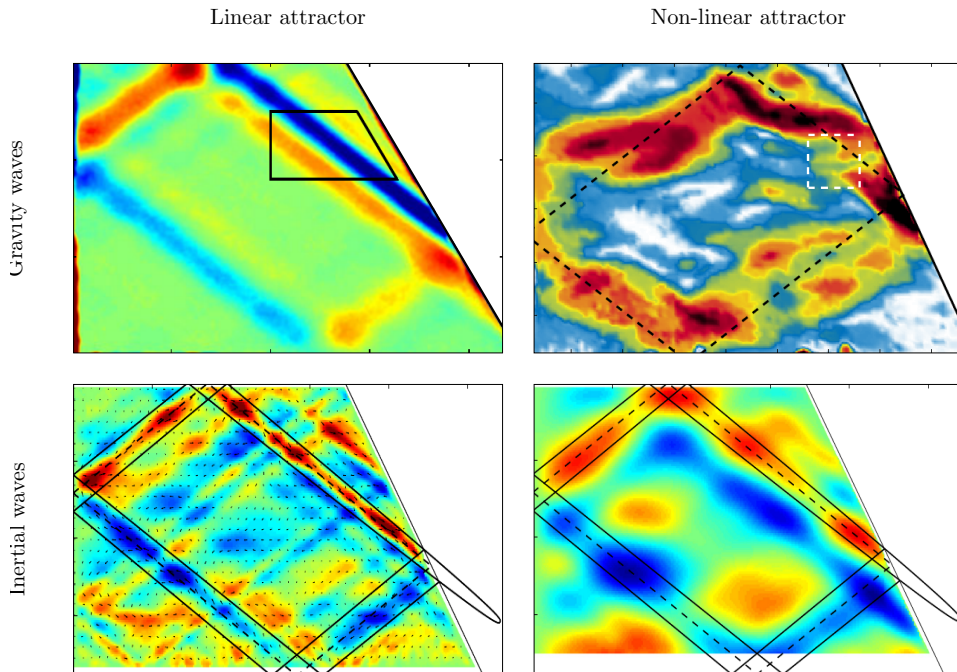 Linear attractor
Non-linear attractor
Gravity waves
Inertial waves